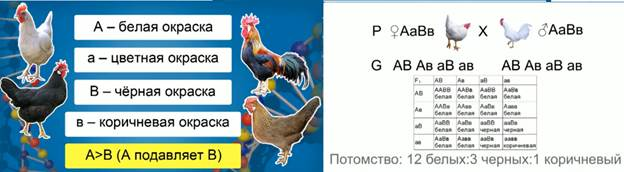 А – белая окраска
а – цветная окраска
В – чёрная окраска
в – коричневая окраска
А>В (А подавляет В)
Р ♀АаВв Х ♂АаВв
G АВ Ав аВ ав АВ Ав аВ ав
F₁ АВ Ав аВ ав
АВ ААВВ белая ААВв белая АаВВ белая АаВв белая
Ав ААВв белая ААвв белая АаВв белая Аавв белая
аВ АаВВ белая АаВв белая ааВВ черная ааВв черная
ав АаВв белая Аавв белая ааВв черная аавв коричневая
Потомство: 12 белых:3 черных:1 коричневый